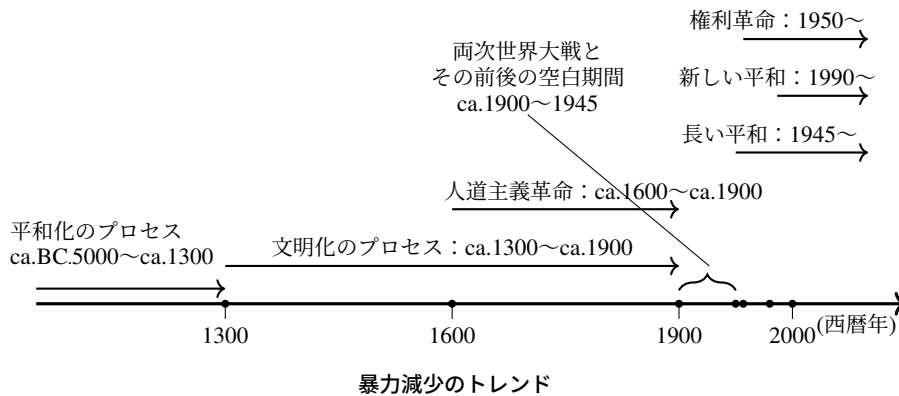 権利革命：1950〜
両次世界大戦と
その前後の空白期間
ca.1900〜1945
新しい平和：1990〜
長い平和：1945〜
人道主義革命：ca.1600〜ca.1900
平和化のプロセス
ca.BC.5000〜ca.1300
文明化のプロセス：ca.1300〜ca.1900
1300
1600
1900
2000
(西暦年)
暴力減少のトレンド